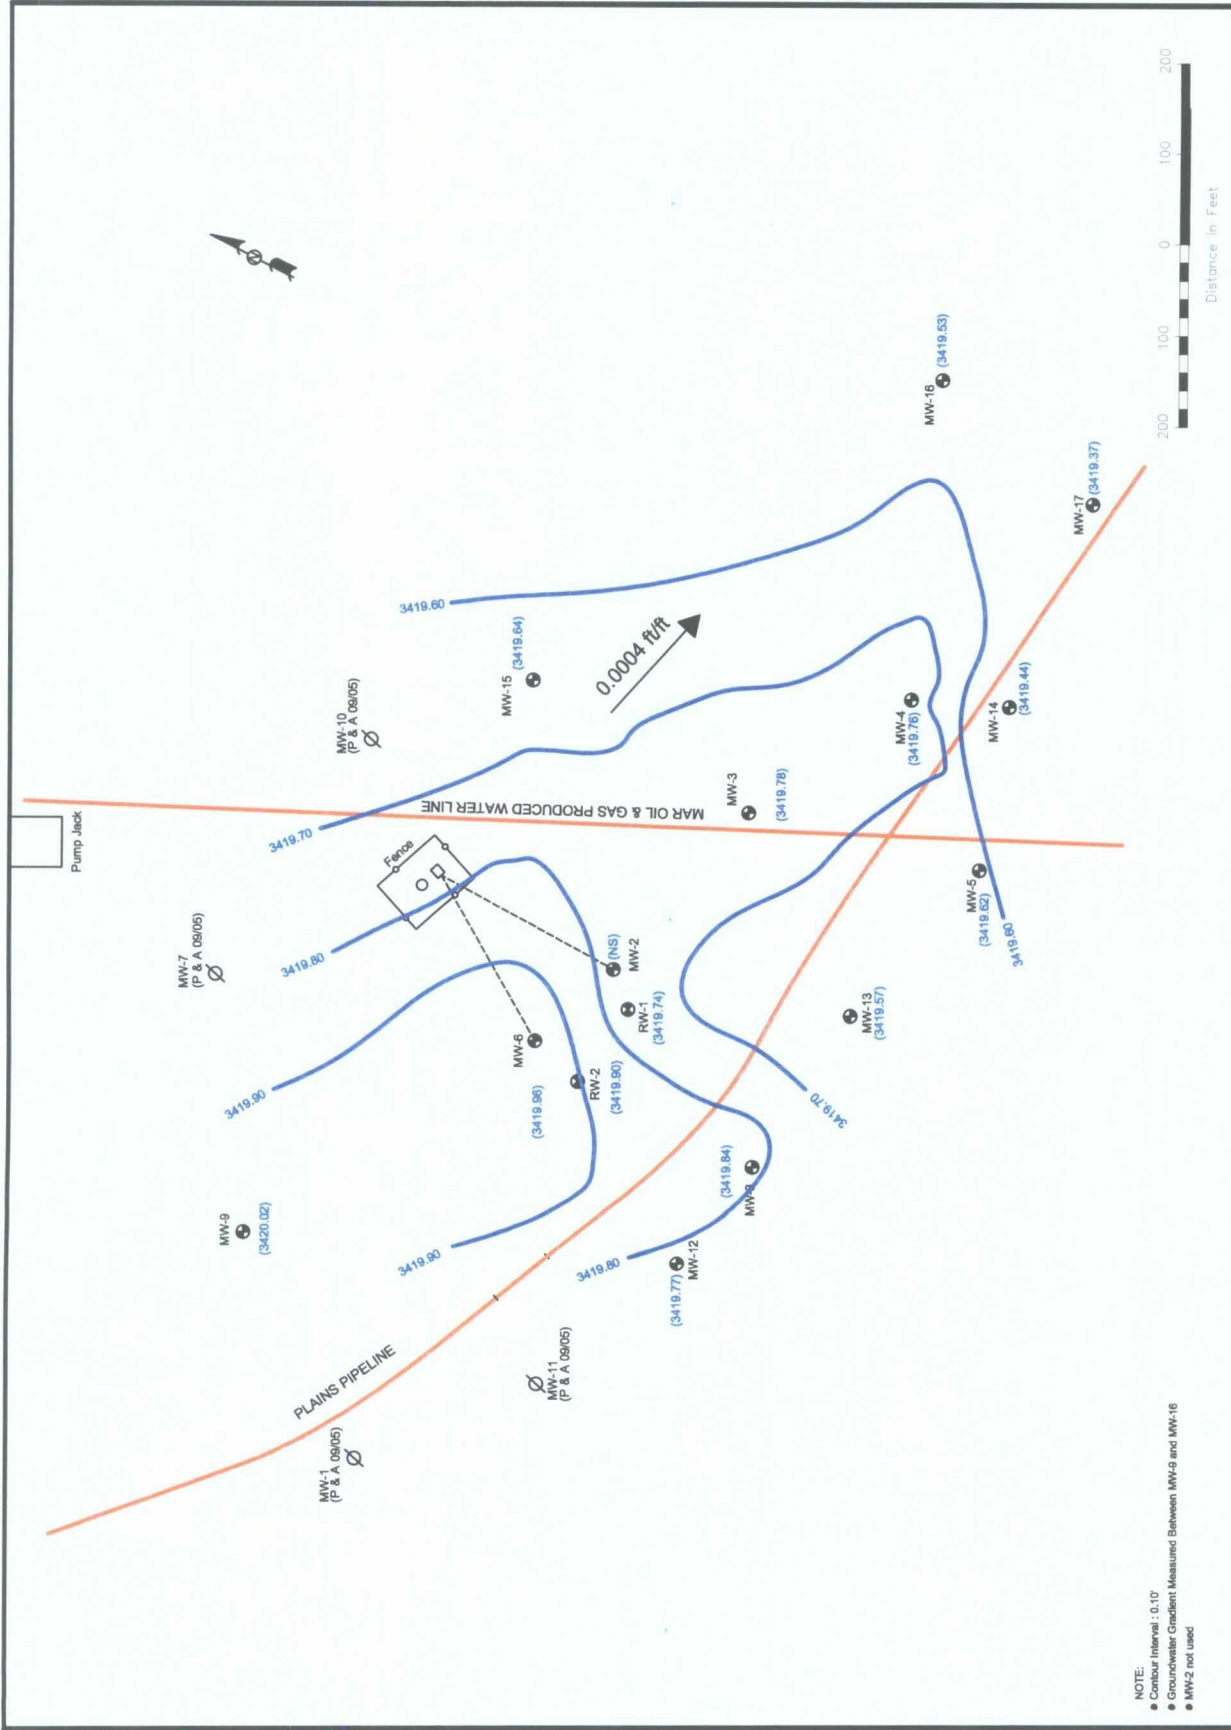 Pump Jack
MW-7
(P & A 09/05)
MW-10
(P & A 09/05)
MW-1
(P & A 09/05)
MW-11
(P & A 09/05)
PLAINS PIPELINE
MAR OIL & GAS PRODUCED WATER LINE
Fence
N
MW-9
(3420.02)
MW-6
(3419.96)
RW-2
(3419.90)
RW-1
(3419.74)
(NS)
MW-2
MW-12
(3419.77)
(3419.84)
MW-3
(3419.78)
MW-4
(3419.76)
MW-5
(3419.62)
MW-13
(3419.57)
MW-14
(3419.44)
MW-15
(3419.64)
MW-16
(3419.53)
MW-17
(3419.37)
3419.90
3419.90
3419.80
3419.80
3419.70
3419.70
3419.60
3419.60
0.0004 ft/ft
200
100
0
100
200
Distance in Feet
NOTE:
● Contour Interval : 0.10'
● Groundwater Gradient Measured Between MW-9 and MW-16
● MW-2 not used